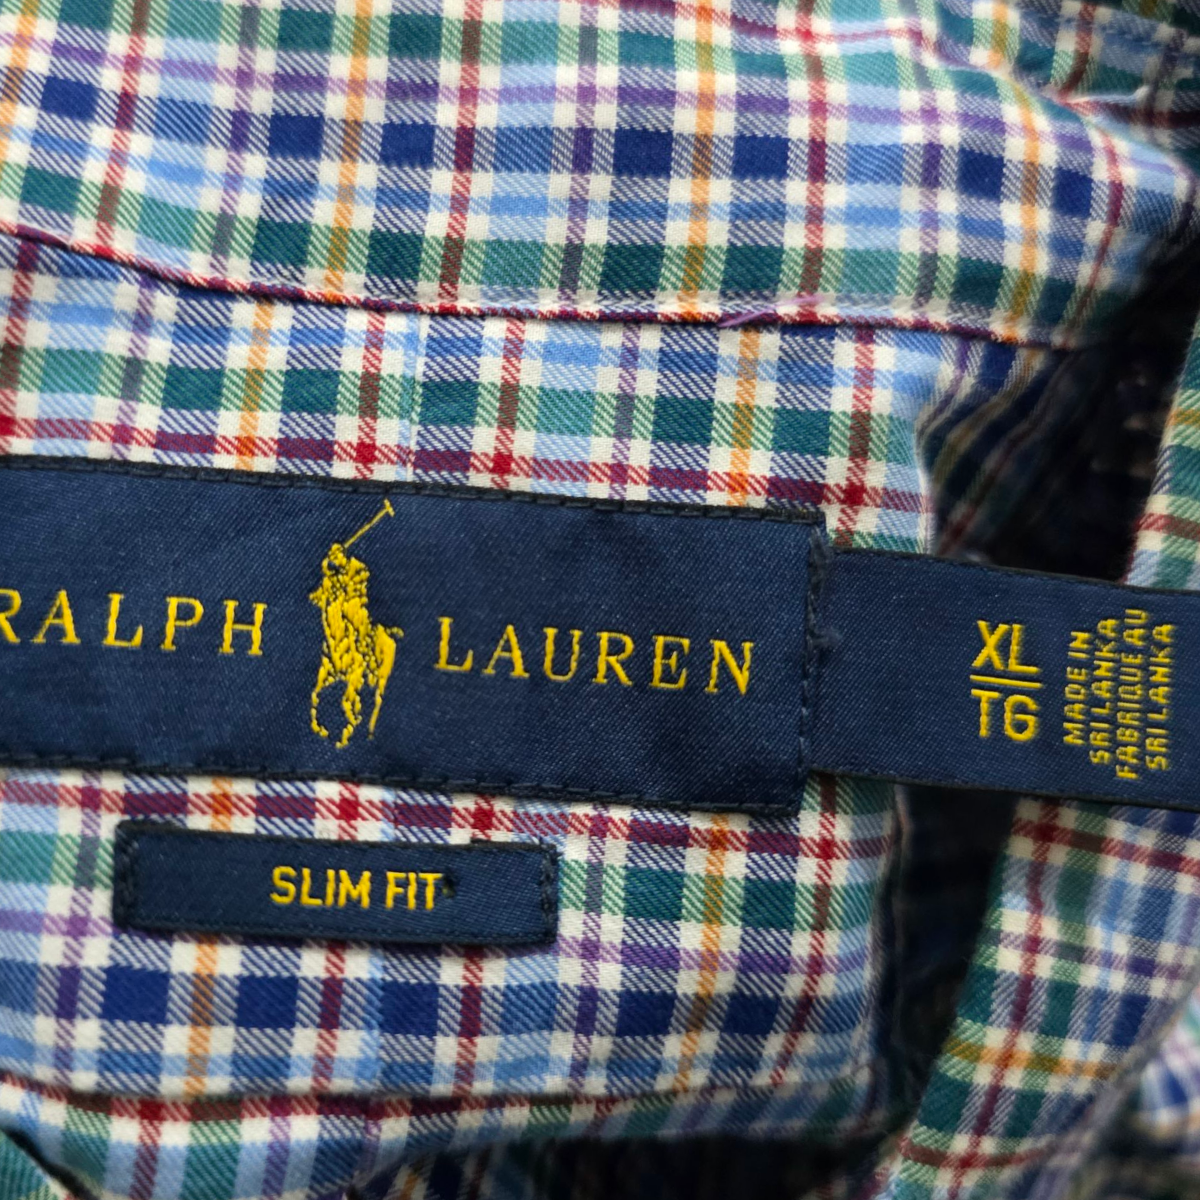 RALPH LAUREN
XL
TG
MADE IN
SRI LANKA
FABRIQUE AU
SRI LANKA
SLIM FIT